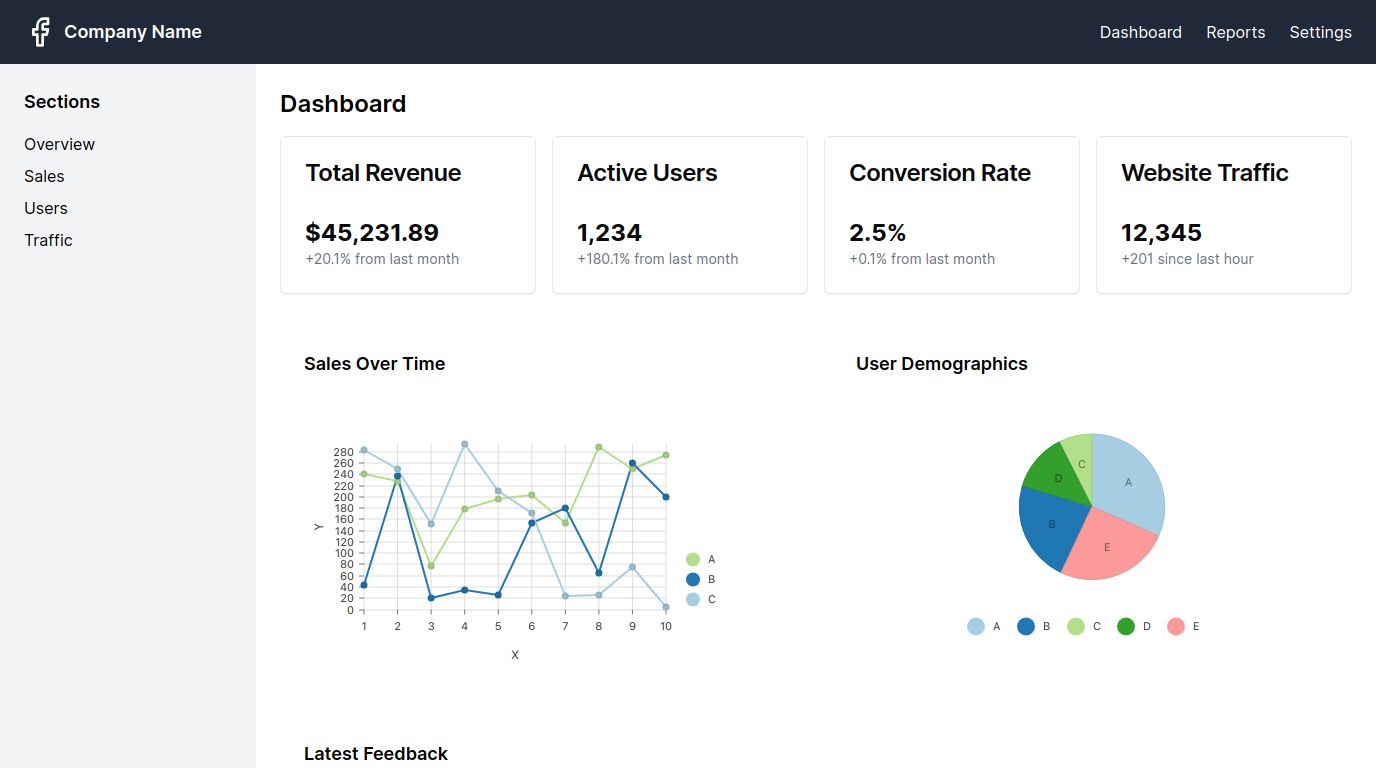 Company Name
Dashboard Reports Settings
Sections
Overview
Sales
Users
Traffic
Dashboard
Total Revenue
$45,231.89
+20.1% from last month
Active Users
1,234
+180.1% from last month
Conversion Rate
2.5%
+0.1% from last month
Website Traffic
12,345
+201 since last hour
Sales Over Time
280
260
240
220
200
180
160
140
120
100
80
60
40
20
0
Y
1 2 3 4 5 6 7 8 9 10
X
A
B
C
User Demographics
A
B
C
D
E
A B C D E
Latest Feedback